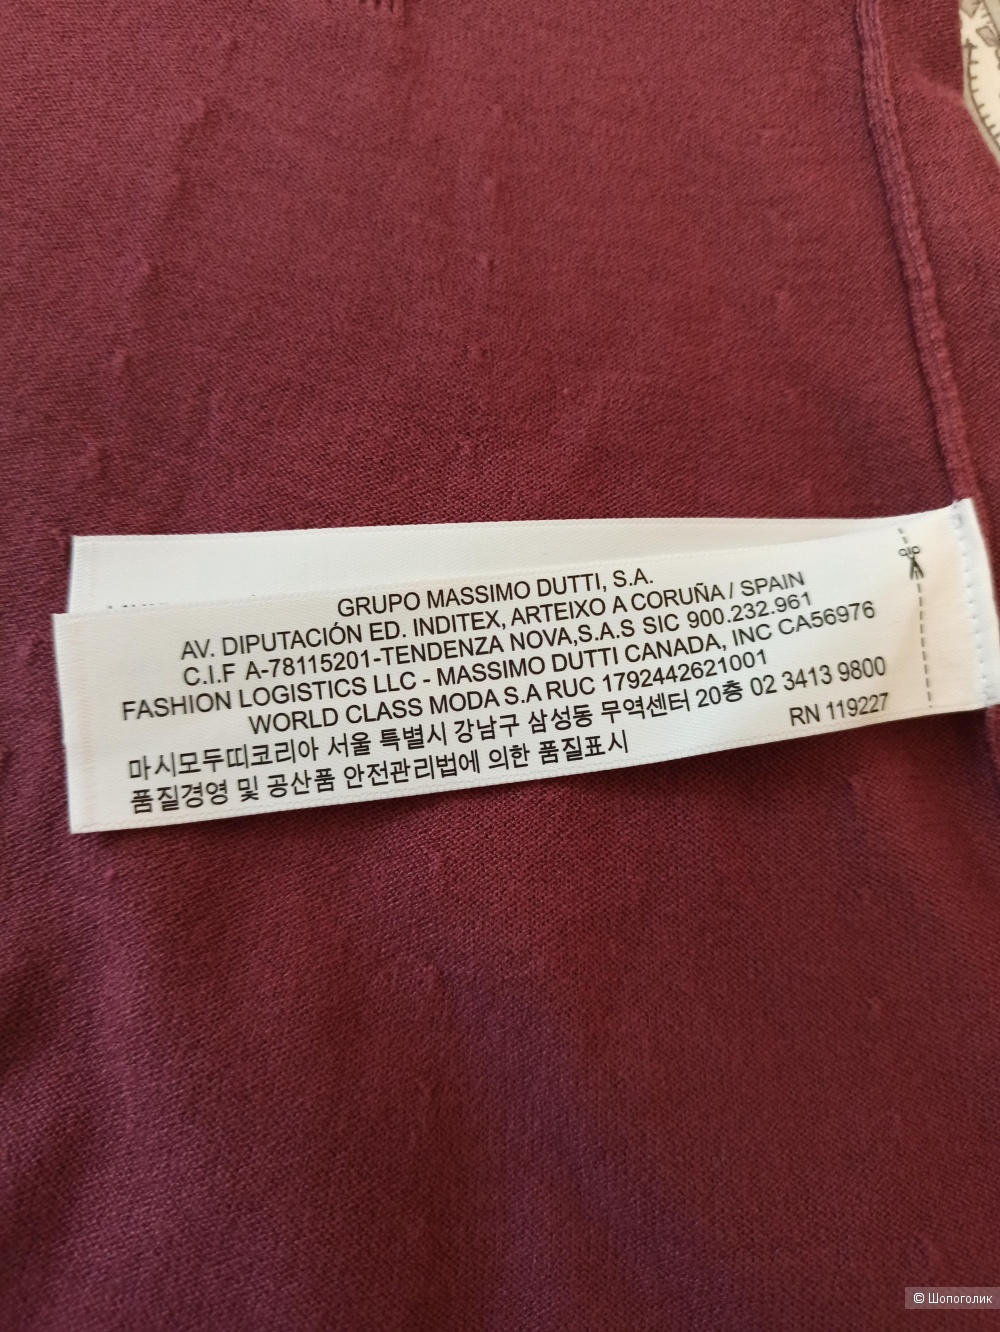 GRUPO MASSIMO DUTTI, S.A.
AV. DIPUTACIÓN ED. INDITEX, ARTEIXO A CORUÑA / SPAIN
C.I.F A-78115201-TENDENZA NOVA,S.A.S SIC 900.232.961
FASHION LOGISTICS LLC - MASSIMO DUTTI CANADA, INC CA56976
WORLD CLASS MODA S.A RUC 1792442621001
마시모두띠코리아 서울 특별시 강남구 삼성동 무역센터 20층 02 3413 9800
품질경영 및 공산품 안전관리법에 의한 품질표시
RN 119227
© Шопоголик